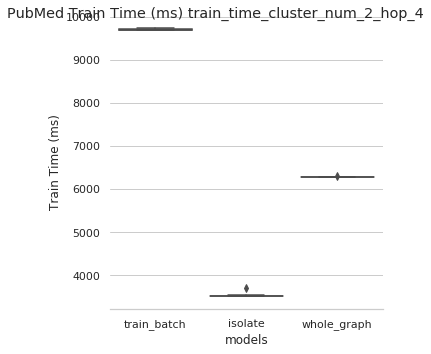 PubMed Train Time (ms) train_time_cluster_num_2_hop_4
10000
9000
8000
7000
6000
5000
4000
Train Time (ms)
train_batch isolate whole_graph
models